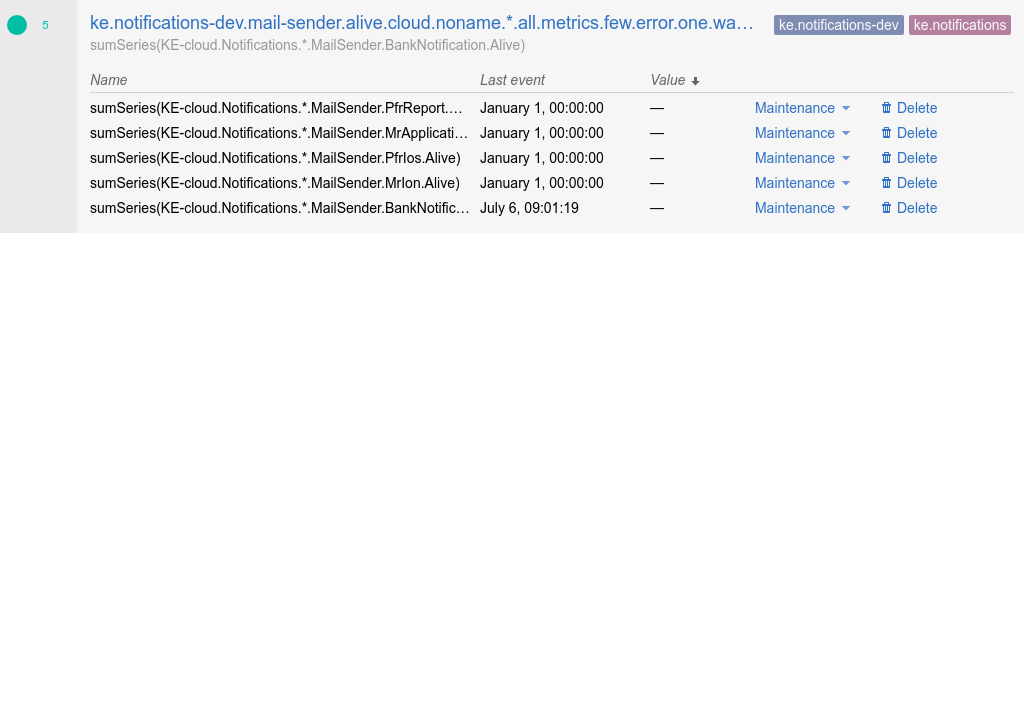 5 ke.notifications-dev.mail-sender.alive.cloud.noname.*.all.metrics.few.error.one.wa… ke.notifications-dev ke.notifications
sumSeries(KE-cloud.Notifications.*.MailSender.BankNotification.Alive)
Name Last event Value
sumSeries(KE-cloud.Notifications.*.MailSender.PfrReport.… January 1, 00:00:00 — Maintenance Delete
sumSeries(KE-cloud.Notifications.*.MailSender.MrApplicati… January 1, 00:00:00 — Maintenance Delete
sumSeries(KE-cloud.Notifications.*.MailSender.PfrIos.Alive) January 1, 00:00:00 — Maintenance Delete
sumSeries(KE-cloud.Notifications.*.MailSender.MrIon.Alive) January 1, 00:00:00 — Maintenance Delete
sumSeries(KE-cloud.Notifications.*.MailSender.BankNotific… July 6, 09:01:19 — Maintenance Delete